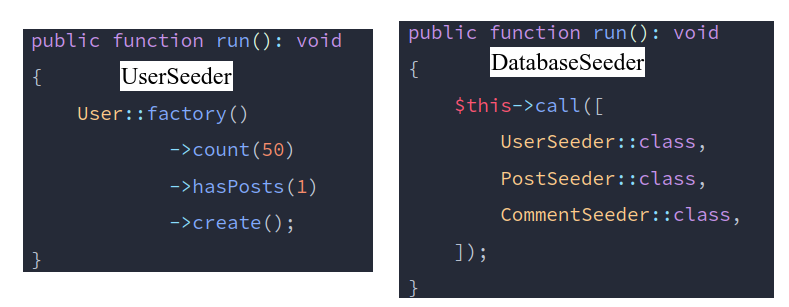 public function run(): void
{
UserSeeder
User::factory()
->count(50)
->hasPosts(1)
->create();
}
public function run(): void
{
DatabaseSeeder
$this->call([
UserSeeder::class,
PostSeeder::class,
CommentSeeder::class,
]);
}